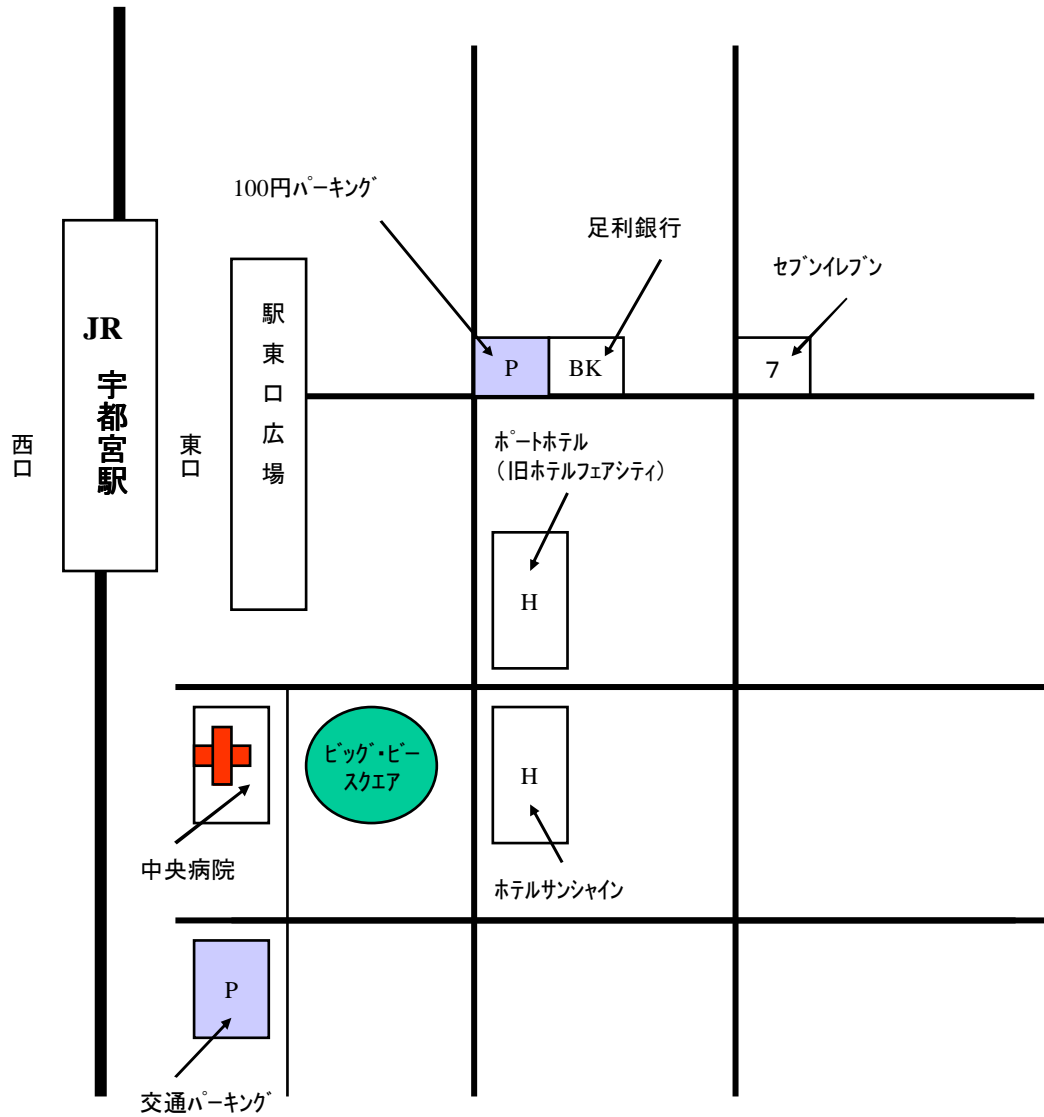 100円ﾊﾟｰｷﾝｸﾞ
足利銀行
ｾﾌﾞﾝｲﾚﾌﾞﾝ
JR
宇都宮駅
西口
東口
駅東口広場
P
BK
7
ﾎﾟｰﾄﾎﾃﾙ
（旧ホテルフェアシティ）
H
ﾋﾞｯｸﾞ・ﾋﾞｰ
ｽｸｴｱ
H
中央病院
ﾎﾃﾙｻﾝｼｬｲﾝ
P
交通ﾊﾟｰｷﾝｸﾞ